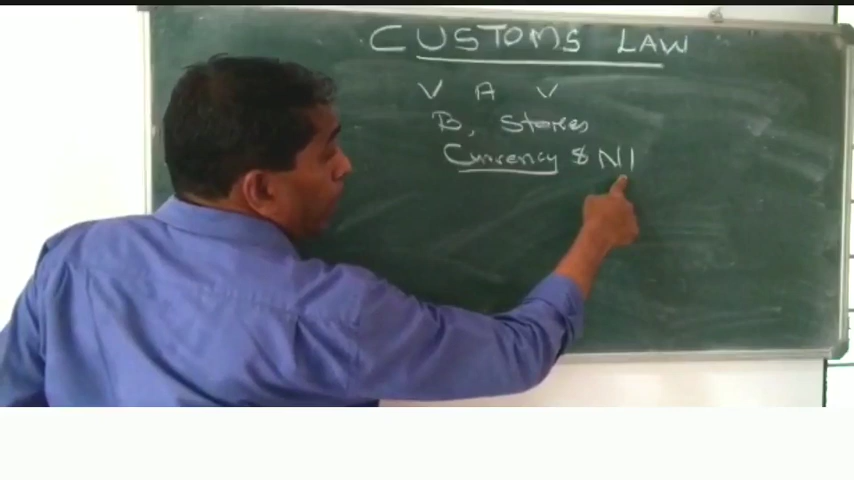 CUSTOMS LAW
V A V
B, Stores
Currency & NI